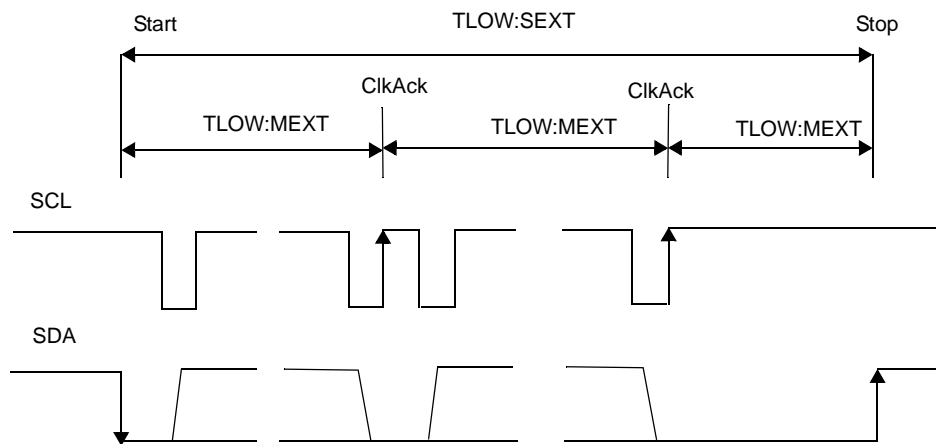 Start
TLOW:SEXT
Stop
ClkAck
ClkAck
TLOW:MEXT
TLOW:MEXT
TLOW:MEXT
SCL
SDA